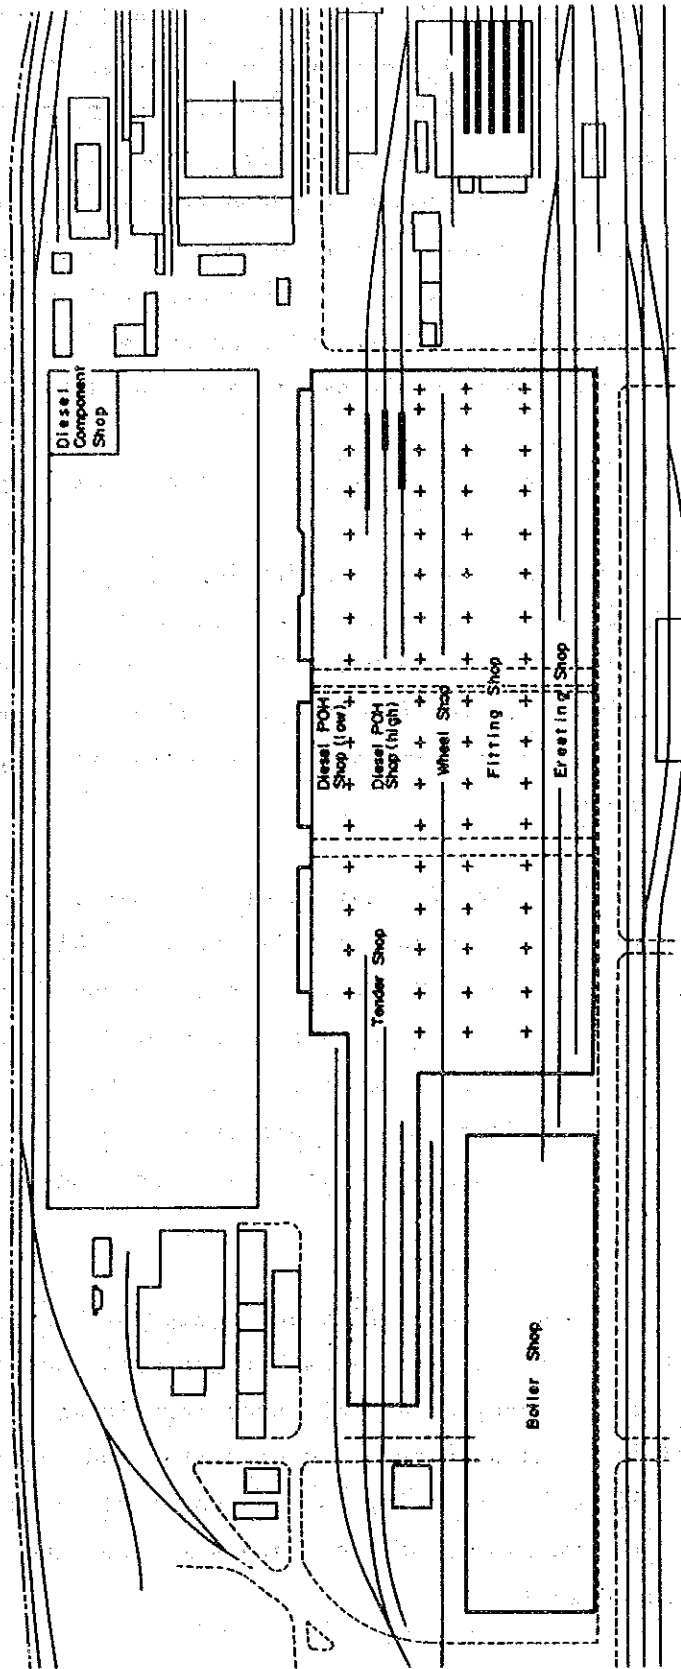 Diesel
Component
Shop
Diesel POH
Shop (low)
Diesel POH
Shop (high)
Wheel Shop
Fitting Shop
Ereating Shop
Tender Shop
Boiler Shop